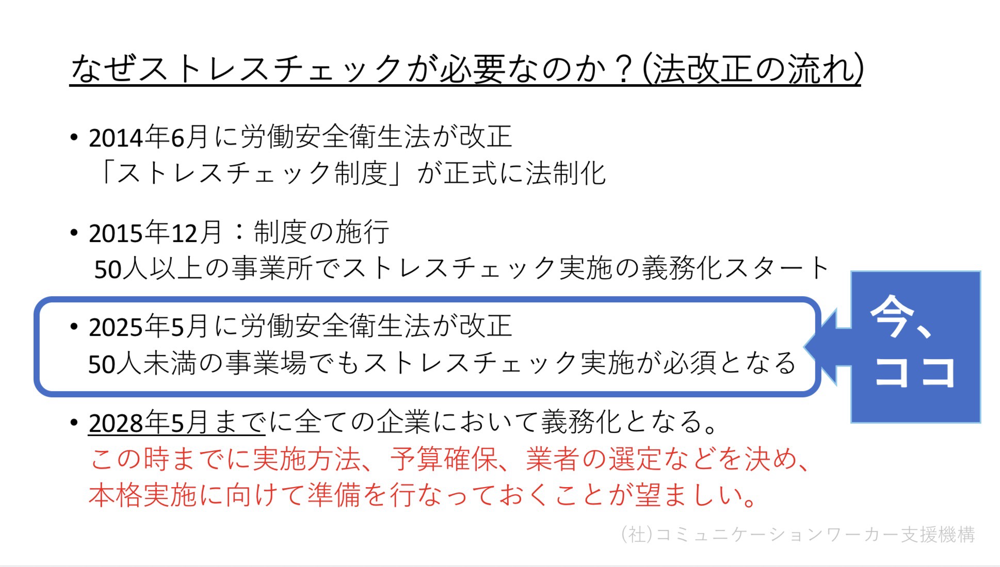 なぜストレスチェックが必要なのか？(法改正の流れ)
• 2014年6月に労働安全衛生法が改正
「ストレスチェック制度」が正式に法制化
• 2015年12月：制度の施行
50人以上の事業所でストレスチェック実施の義務化スタート
• 2025年5月に労働安全衛生法が改正
50人未満の事業場でもストレスチェック実施が必須となる
今、
ココ
• 2028年5月までに全ての企業において義務化となる。
この時までに実施方法、予算確保、業者の選定などを決め、
本格実施に向けて準備を行なっておくことが望ましい。
(社)コミュニケーションワーカー支援機構